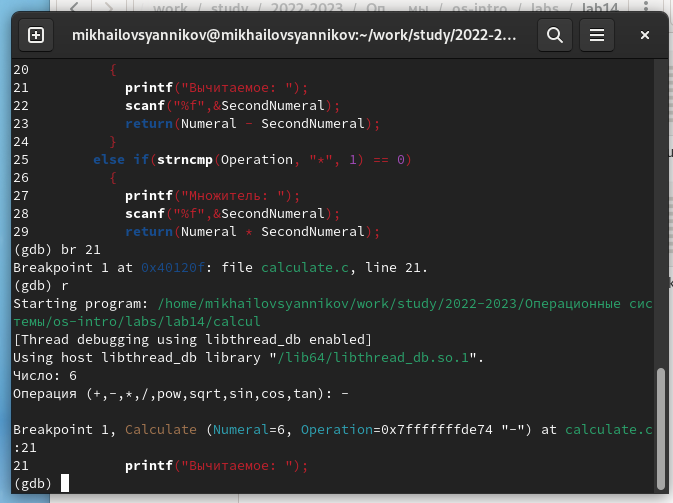 work / study / 2022-2023 / Оп... мы / os-intro / labs / lab14
mikhailovsyannikov@mikhailovsyannikov:~/work/study/2022-2...
20 {
21 printf("Вычитаемое: ");
22 scanf("%f",&SecondNumeral);
23 return(Numeral - SecondNumeral);
24 }
25 else if(strncmp(Operation, "*", 1) == 0)
26 {
27 printf("Множитель: ");
28 scanf("%f",&SecondNumeral);
29 return(Numeral * SecondNumeral);
(gdb) br 21
Breakpoint 1 at 0x40120f: file calculate.c, line 21.
(gdb) r
Starting program: /home/mikhailovsyannikov/work/study/2022-2023/Операционные сис
темы/os-intro/labs/lab14/calcul
[Thread debugging using libthread_db enabled]
Using host libthread_db library "/lib64/libthread_db.so.1".
Число: 6
Операция (+,-,*,/,pow,sqrt,sin,cos,tan): -
Breakpoint 1, Calculate (Numeral=6, Operation=0x7fffffffde74 "-") at calculate.c
:21
21 printf("Вычитаемое: ");
(gdb)